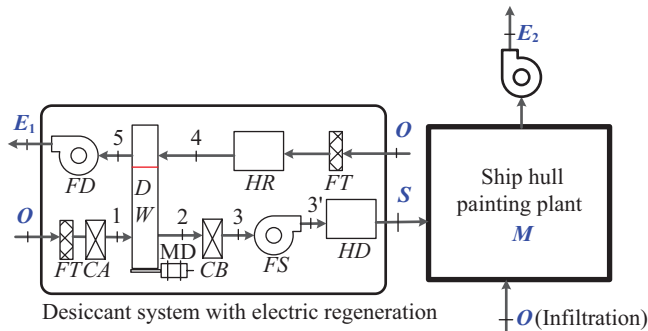 E2
E1
5
4
O
FD
D
W
HR
FT
O
1
2
3
3'
S
FT
CA
MD
CB
FS
HD
Ship hull
painting plant
M
Desiccant system with electric regeneration
O (Infiltration)